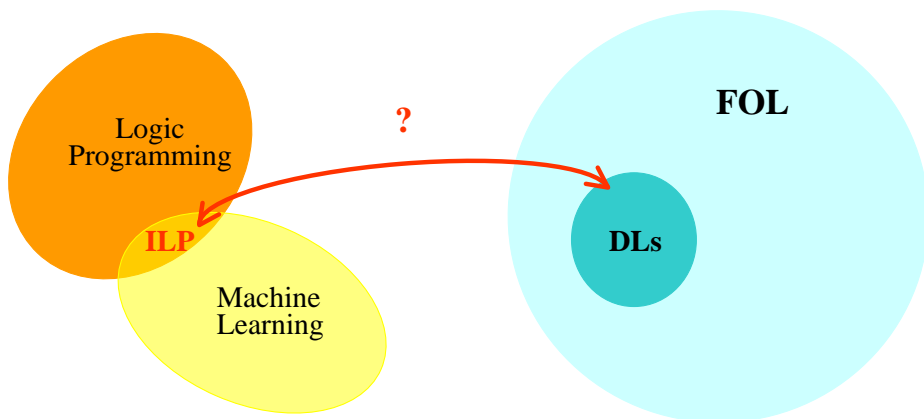 FOL
?
Logic
Programming
ILP
DLs
Machine
Learning